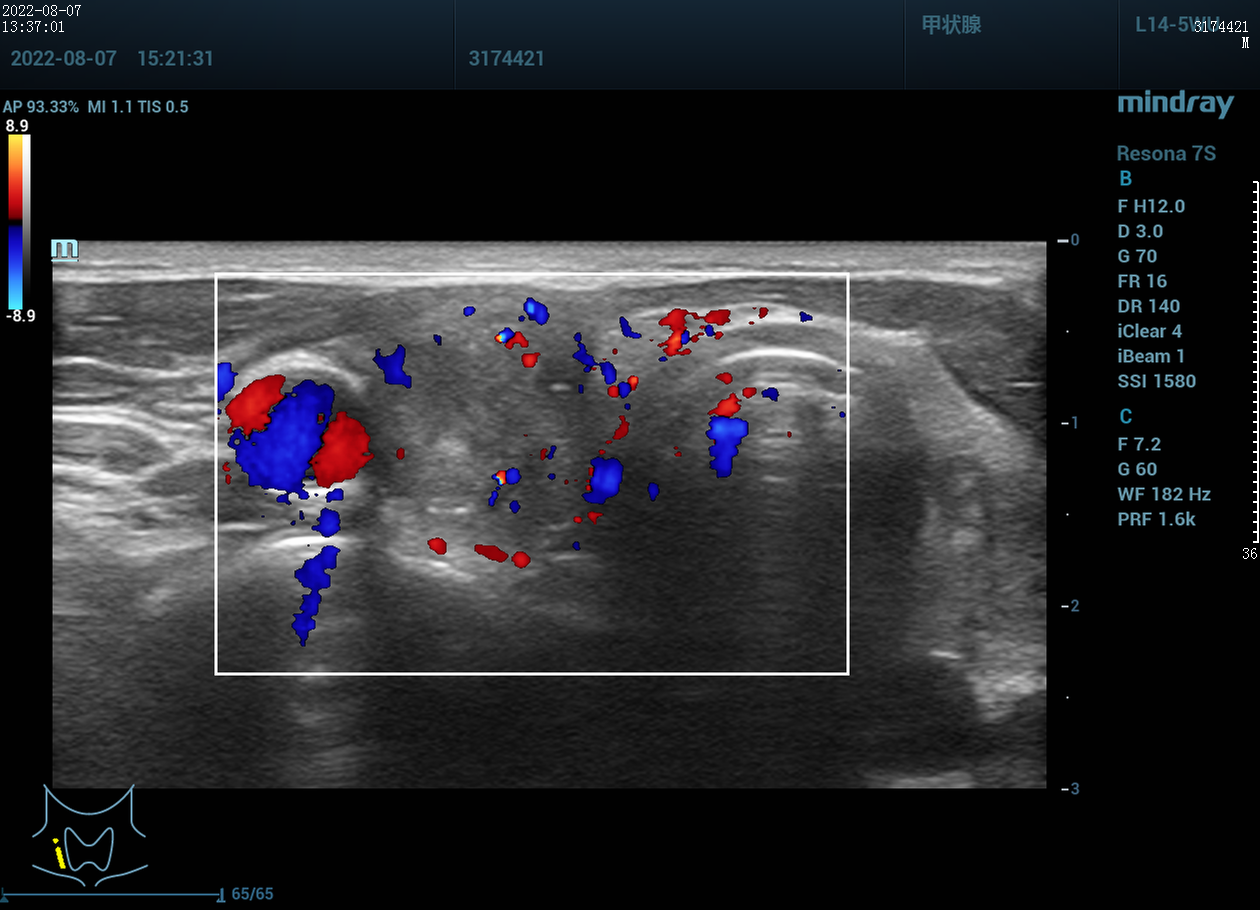 2022-08-07
13:37:01
甲状腺
L14-5WU
3174421
M
2022-08-07 15:21:31
3174421
AP 93.33% MI 1.1 TIS 0.5
8.9
-8.9
mindray
Resona 7S
B
F H12.0
D 3.0
G 70
FR 16
DR 140
iClear 4
iBeam 1
SSI 1580
C
F 7.2
G 60
WF 182 Hz
PRF 1.6k
36
m
0
1
2
3
65/65